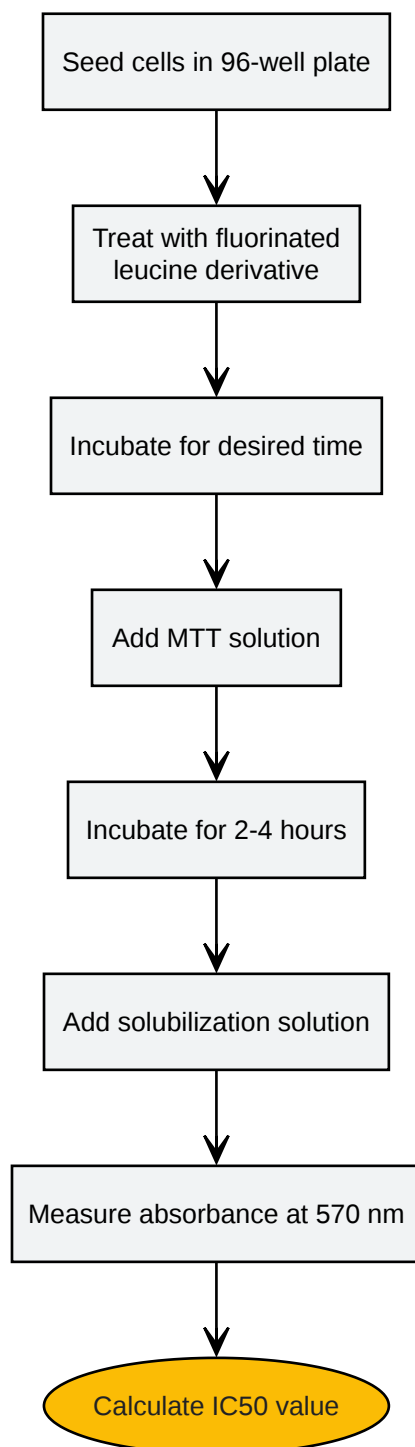 Seed cells in 96-well plate
Treat with fluorinated
leucine derivative
Incubate for desired time
Add MTT solution
Incubate for 2-4 hours
Add solubilization solution
Measure absorbance at 570 nm
Calculate IC50 value